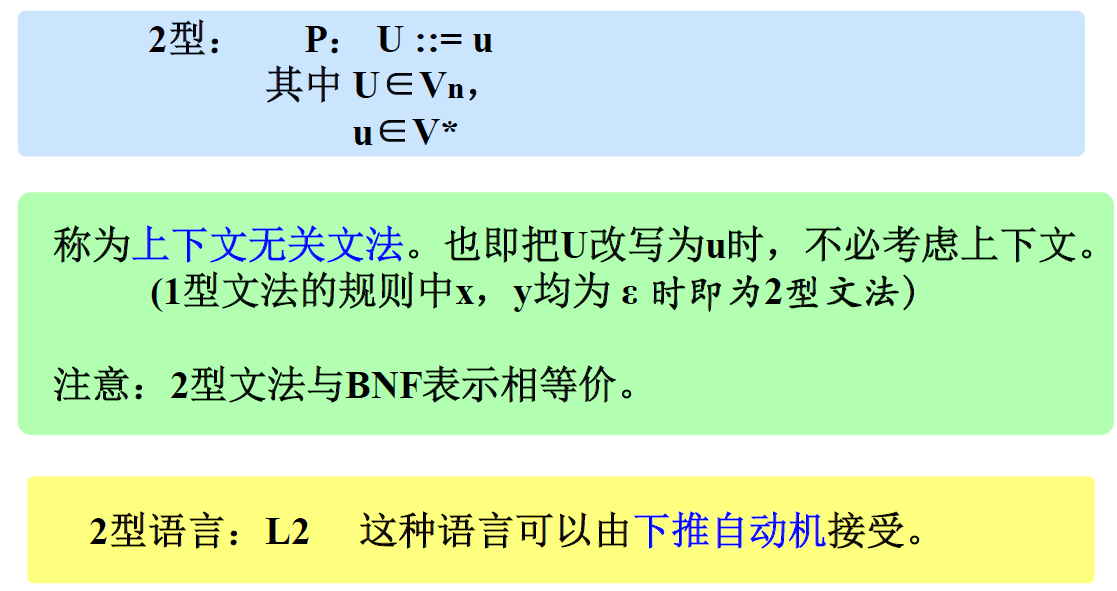 2型： P： U ::= u
其中 U∈Vn，
u∈V*
称为上下文无关文法。也即把U改写为u时，不必考虑上下文。
(1型文法的规则中x，y均为 ε 时即为2型文法）
注意：2型文法与BNF表示相等价。
2型语言：L2 这种语言可以由下推自动机接受。